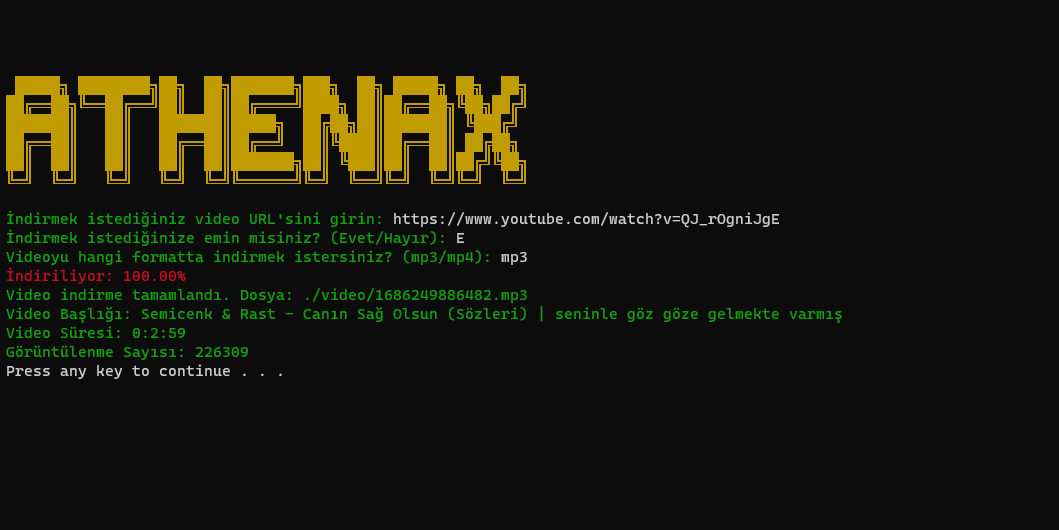 ATHENAX
İndirmek istediğiniz video URL'sini girin: https://www.youtube.com/watch?v=QJ_rOgniJgE
İndirmek istediğinize emin misiniz? (Evet/Hayır): E
Videoyu hangi formatta indirmek istersiniz? (mp3/mp4): mp3
İndiriliyor: 100.00%
Video indirme tamamlandı. Dosya: ./video/1686249886482.mp3
Video Başlığı: Semicenk & Rast - Canın Sağ Olsun (Sözleri) | seninle göz göze gelmekte varmış
Video Süresi: 0:2:59
Görüntülenme Sayısı: 226309
Press any key to continue . . .